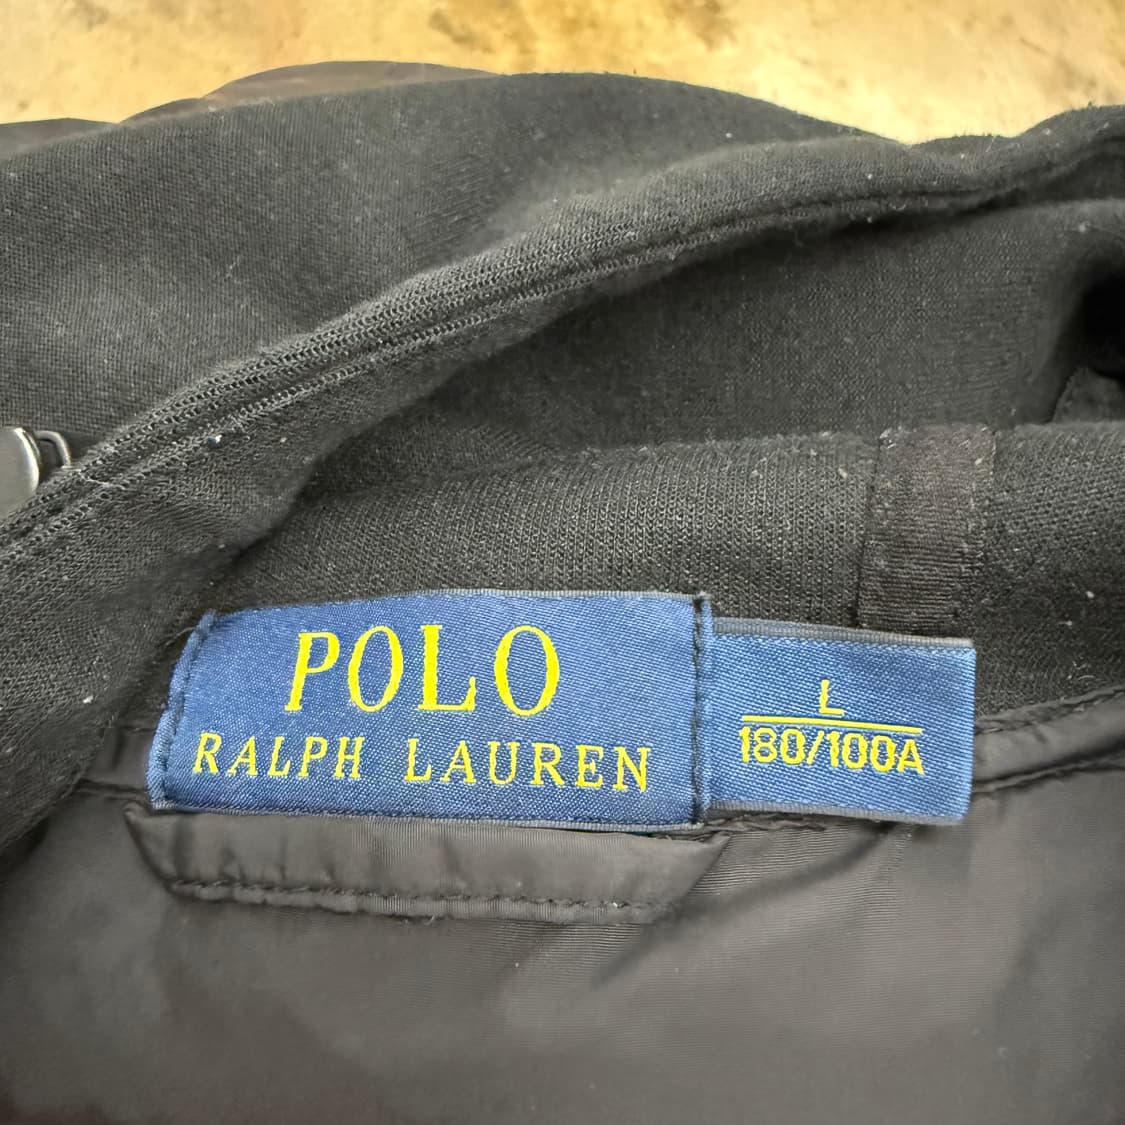 POLO
RALPH LAUREN
L
180/100A